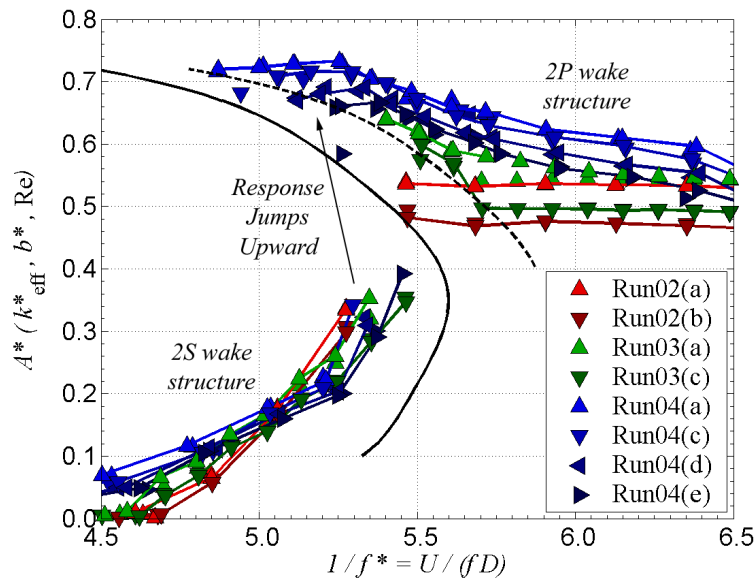 0.8
0.7
0.6
0.5
0.4
0.3
0.2
0.1
0.0
A* ( k*eff , b* , Re )
2P wake
structure
Response
Jumps
Upward
2S wake
structure
Run02(a)
Run02(b)
Run03(a)
Run03(c)
Run04(a)
Run04(c)
Run04(d)
Run04(e)
4.5 5.0 5.5 6.0 6.5
1 / f * = U / (fD )